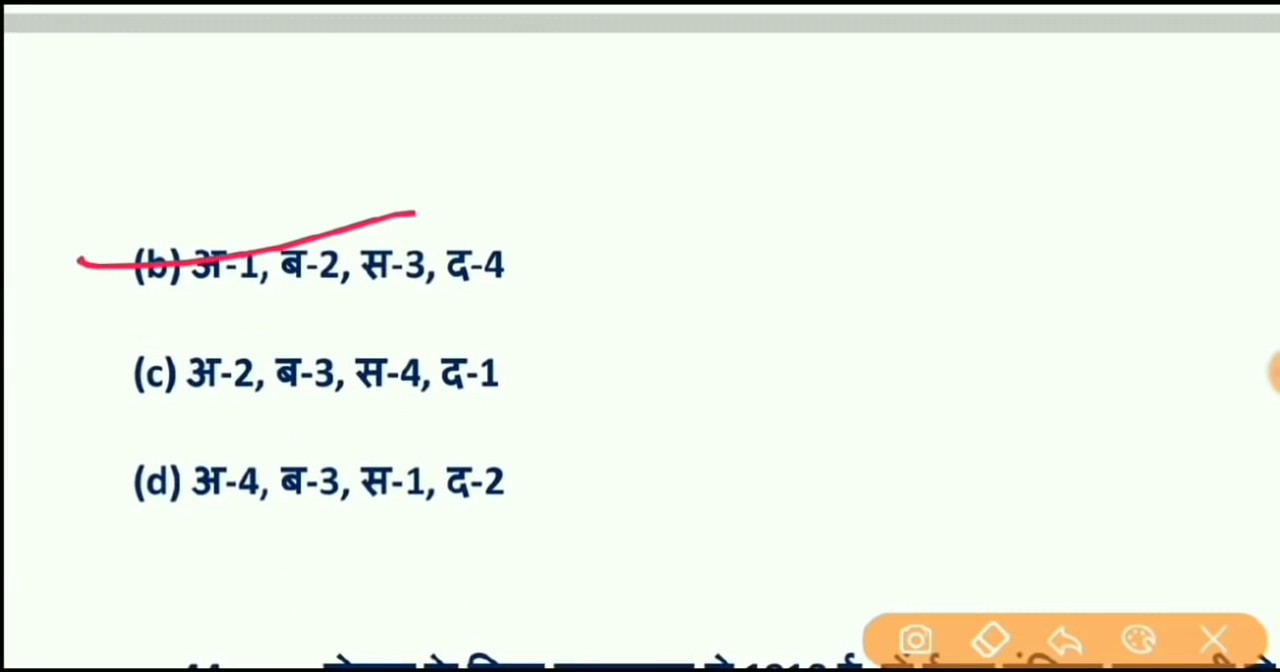 (b) अ-1, ब-2, स-3, द-4
(c) अ-2, ब-3, स-4, द-1
(d) अ-4, ब-3, स-1, द-2